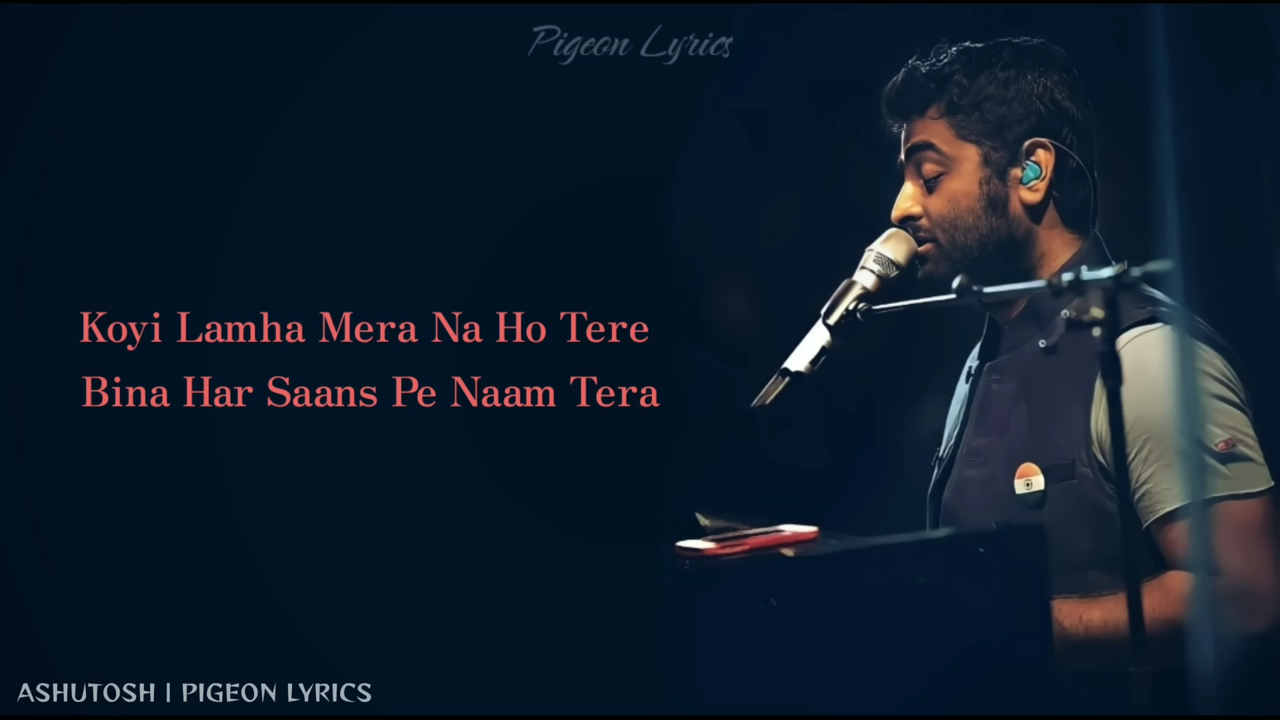 Pigeon Lyrics
Koyi Lamha Mera Na Ho Tere
Bina Har Saans Pe Naam Tera
ASHUTOSH | PIGEON LYRICS